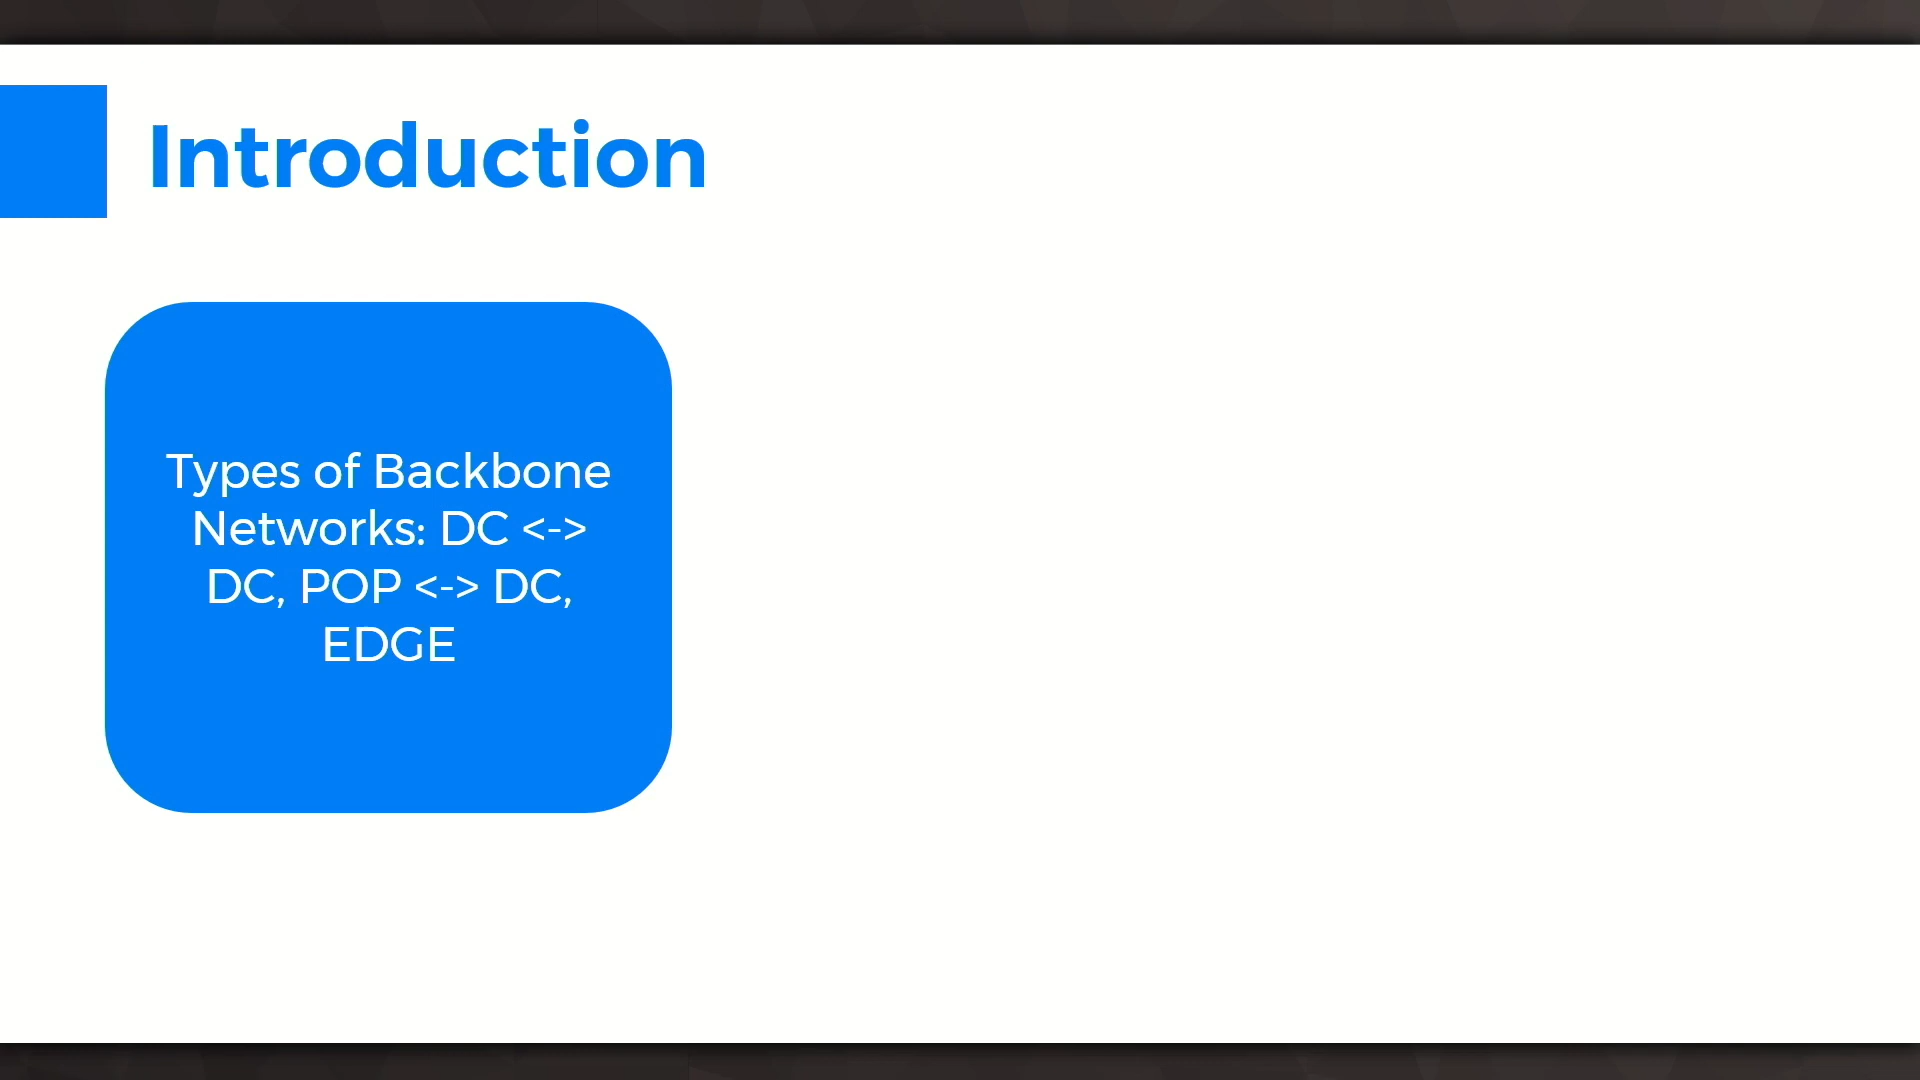 Introduction
Types of Backbone
Networks: DC <->
DC, POP <-> DC,
EDGE